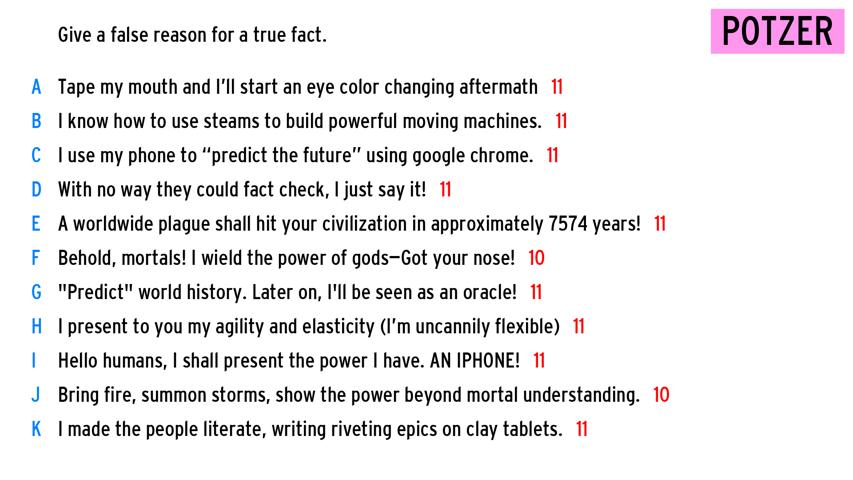 Give a false reason for a true fact.
POTZER
A Tape my mouth and I'll start an eye color changing aftermath 11
B I know how to use steams to build powerful moving machines. 11
C I use my phone to “predict the future” using google chrome. 11
D With no way they could fact check, I just say it! 11
E A worldwide plague shall hit your civilization in approximately 7574 years! 11
F Behold, mortals! I wield the power of gods—Got your nose! 10
G "Predict" world history. Later on, I'll be seen as an oracle! 11
H I present to you my agility and elasticity (I'm uncannily flexible) 11
I Hello humans, I shall present the power I have. AN IPHONE! 11
J Bring fire, summon storms, show the power beyond mortal understanding. 10
K I made the people literate, writing riveting epics on clay tablets. 11